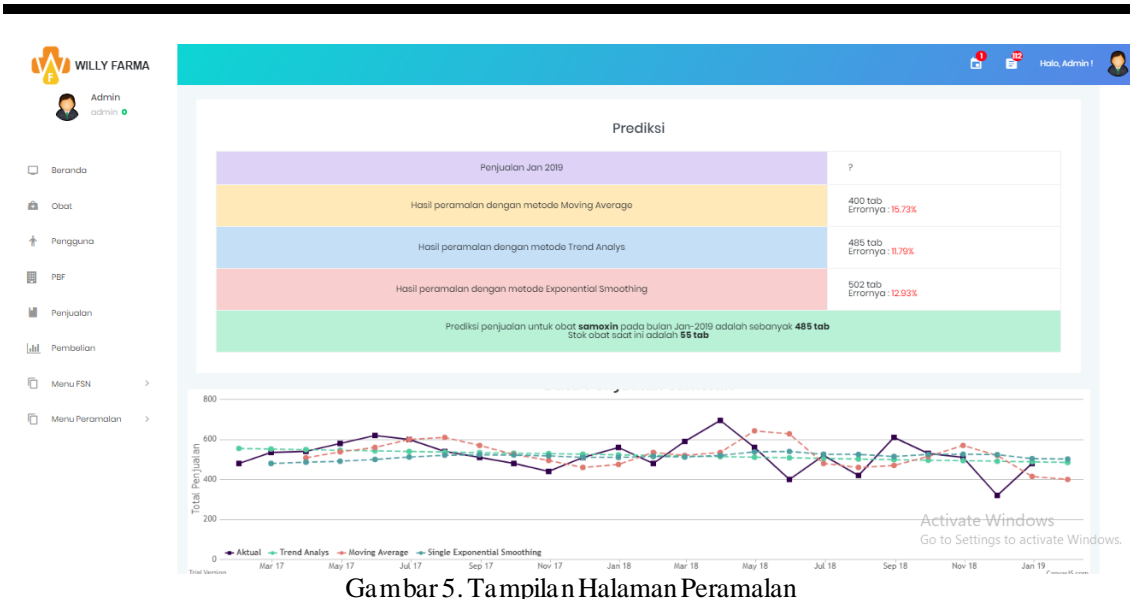 WILLY FARMA
1
112
Halo, Admin !
Admin
admin
Beranda
Obat
Pengguna
PBF
Penjualan
Pembelian
Menu FSN
Menu Peramalan
Prediksi
Penjualan Jan 2019 ?
Hasil peramalan dengan metode Moving Average 400 tab
Errornya : 15.73%
Hasil peramalan dengan metode Trend Analys 485 tab
Errornya : 11.79%
Hasil peramalan dengan metode Exponential Smoothing 502 tab
Errornya : 12.93%
Prediksi penjualan untuk obat samoxin pada bulan Jan-2019 adalah sebanyak 485 tab
Stok obat saat ini adalah 55 tab
800
600
400
200
0
Total Penjualan
Aktual Trend Analys Moving Average Single Exponential Smoothing
Mar 17 May 17 Jul 17 Sep 17 Nov 17 Jan 18 Mar 18 May 18 Jul 18 Sep 18 Nov 18 Jan 19
Trial Version
CanvasJS.com
Activate Windows
Go to Settings to activate Windows.
Gambar 5. Tampilan Halaman Peramalan